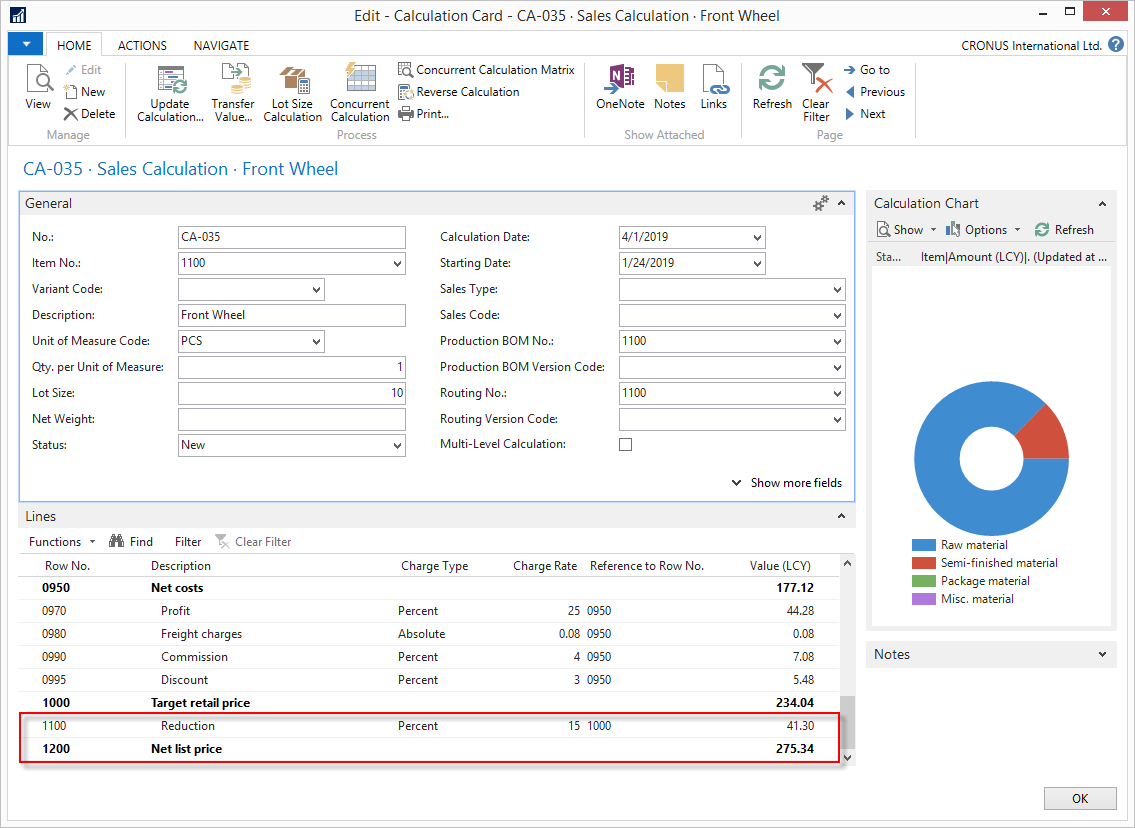 Edit - Calculation Card - CA-035 · Sales Calculation · Front Wheel
HOME ACTIONS NAVIGATE CRONUS International Ltd. ?
View
Edit
New
Delete
Manage
Update Calculation...
Transfer Value...
Lot Size Calculation
Concurrent Calculation
Concurrent Calculation Matrix
Reverse Calculation
Print...
Process
OneNote
Notes
Links
Show Attached
Refresh
Clear Filter
Go to
Previous
Next
Page
CA-035 · Sales Calculation · Front Wheel
General
No.: CA-035
Item No.: 1100
Variant Code:
Description: Front Wheel
Unit of Measure Code: PCS
Qty. per Unit of Measure: 1
Lot Size: 10
Net Weight:
Status: New
Calculation Date: 4/1/2019
Starting Date: 1/24/2019
Sales Type:
Sales Code:
Production BOM No.: 1100
Production BOM Version Code:
Routing No.: 1100
Routing Version Code:
Multi-Level Calculation:
Show more fields
Lines
Functions Find Filter Clear Filter
Row No. Description Charge Type Charge Rate Reference to Row No. Value (LCY)
0950 Net costs 177.12
0970 Profit Percent 25 0950 44.28
0980 Freight charges Absolute 0.08 0950 0.08
0990 Commission Percent 4 0950 7.08
0995 Discount Percent 3 0950 5.48
1000 Target retail price 234.04
1100 Reduction Percent 15 1000 41.30
1200 Net list price 275.34
Calculation Chart
Show Options Refresh
Sta... Item|Amount (LCY)|. (Updated at ...
Raw material
Semi-finished material
Package material
Misc. material
Notes
OK